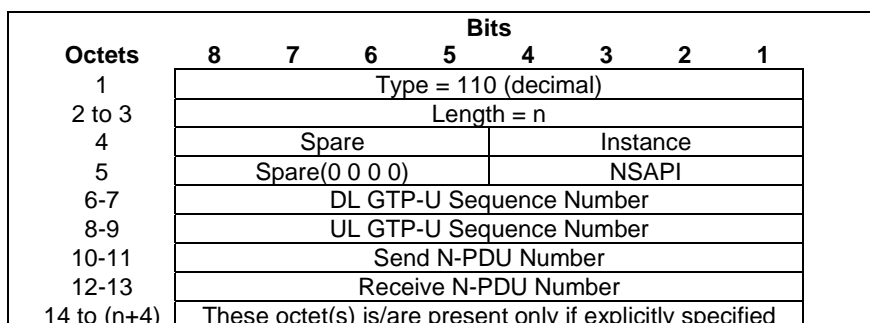 Bits
Octets 8 7 6 5 4 3 2 1
1 Type = 110 (decimal)
2 to 3 Length = n
4 Spare Instance
5 Spare(0 0 0 0) NSAPI
6-7 DL GTP-U Sequence Number
8-9 UL GTP-U Sequence Number
10-11 Send N-PDU Number
12-13 Receive N-PDU Number
14 to (n+4) These octet(s) is/are present only if explicitly specified